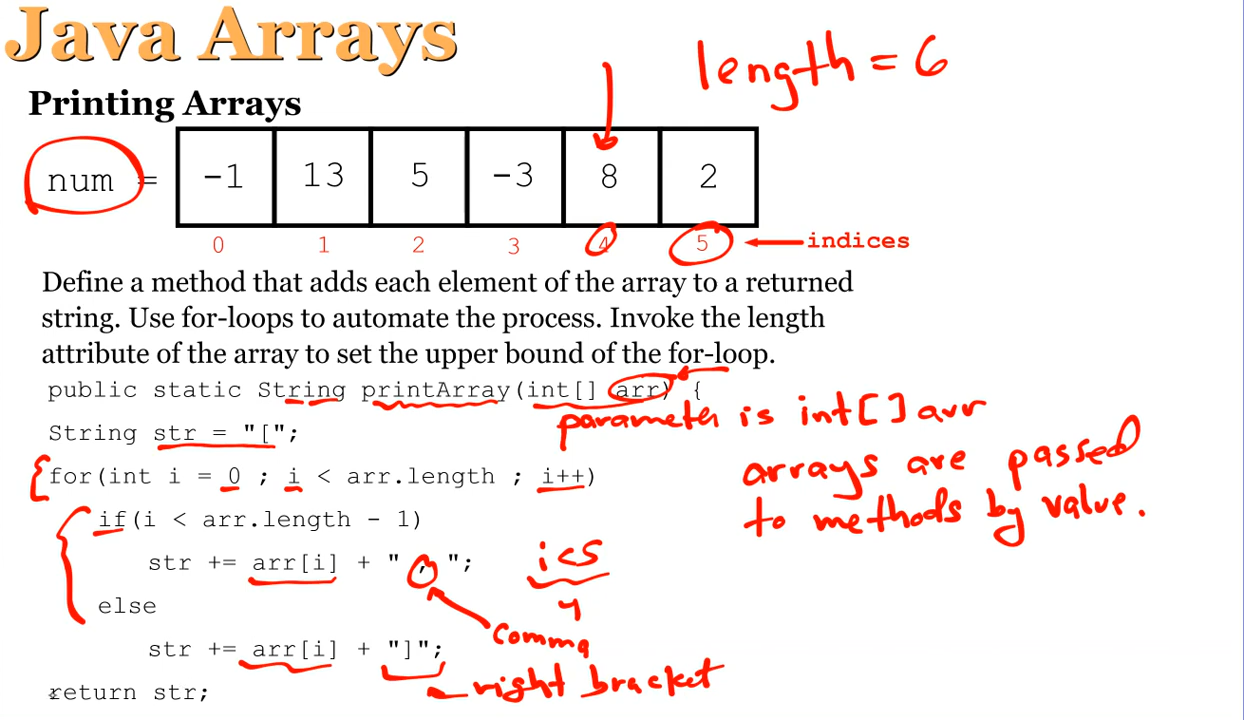 Java Arrays
length = 6
Printing Arrays
num = -1 13 5 -3 8 2
0 1 2 3 4 5 indices
Define a method that adds each element of the array to a returned
string. Use for-loops to automate the process. Invoke the length
attribute of the array to set the upper bound of the for-loop.
public static String printArray(int[] arr) {
parameter is int[] arr
String str = "[";
arrays are passed
for(int i = 0 ; i < arr.length ; i++)
to methods by value.
if(i < arr.length - 1)
str += arr[i] + " , ";
i<5
4
else
comma
str += arr[i] + "]";
right bracket
return str;